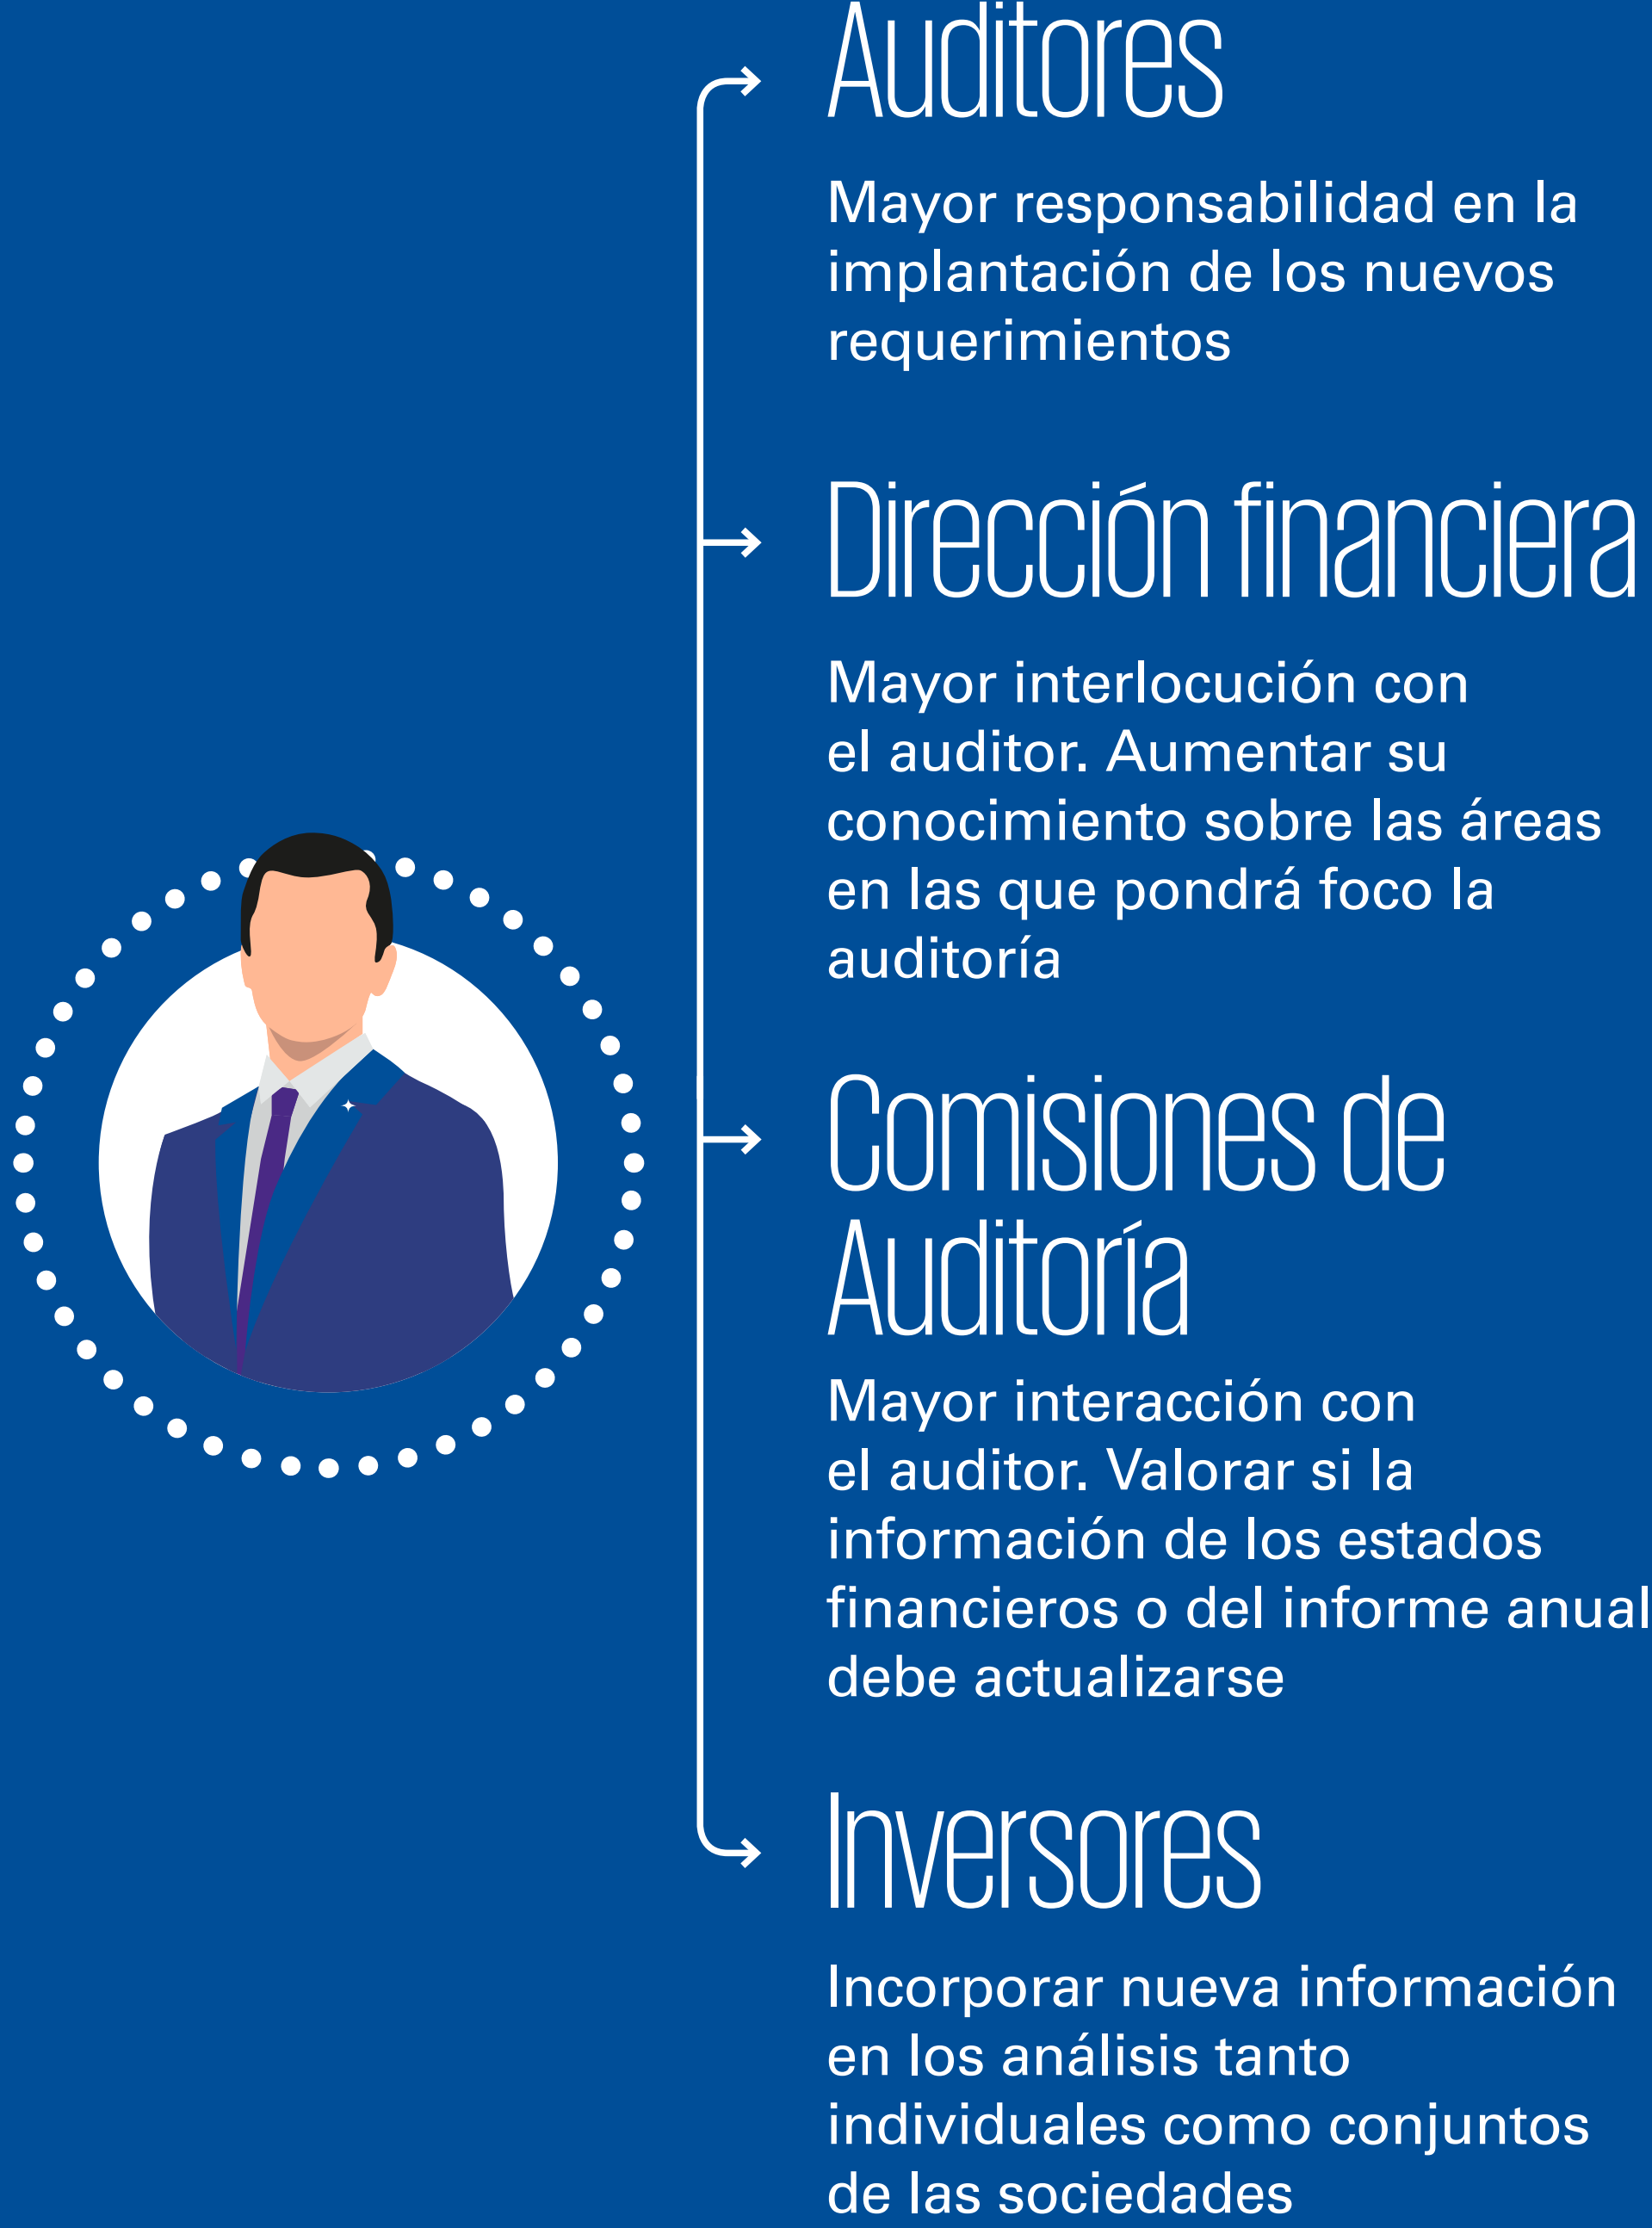 Auditores
Mayor responsabilidad en la
implantación de los nuevos
requerimientos
Dirección financiera
Mayor interlocución con
el auditor. Aumentar su
conocimiento sobre las áreas
en las que pondrá foco la
auditoría
Comisiones de
Auditoría
Mayor interacción con
el auditor. Valorar si la
información de los estados
financieros o del informe anual
debe actualizarse
Inversores
Incorporar nueva información
en los análisis tanto
individuales como conjuntos
de las sociedades